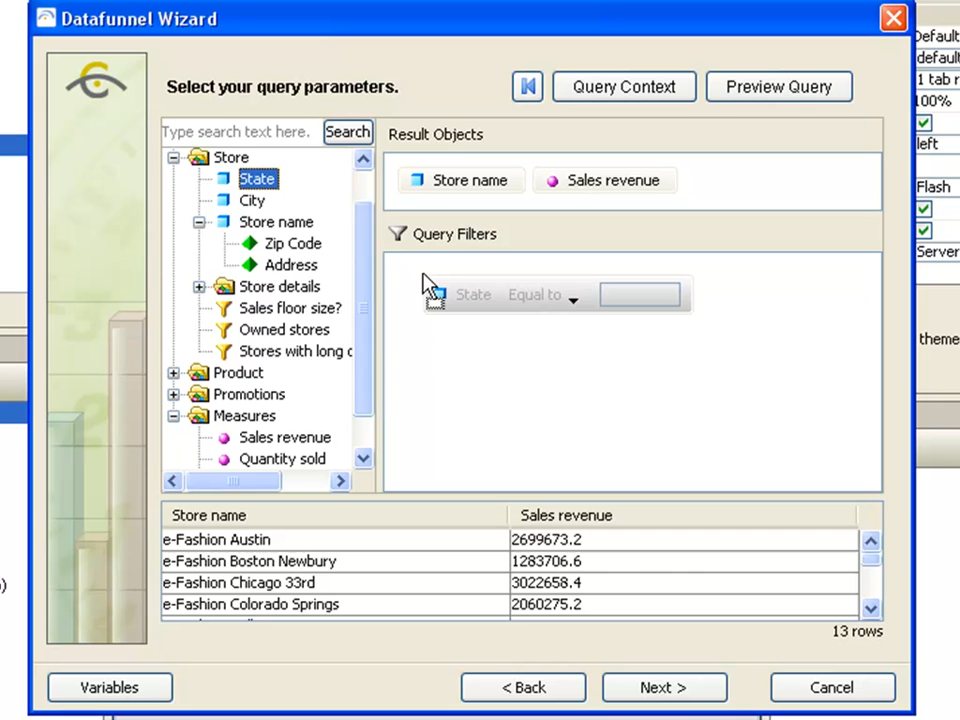 Datafunnel Wizard
Select your query parameters.
Query Context
Preview Query
Type search text here.
Search
Store
State
City
Store name
Zip Code
Address
Store details
Sales floor size?
Owned stores
Stores with long
Product
Promotions
Measures
Sales revenue
Quantity sold
Result Objects
Store name
Sales revenue
Query Filters
State Equal to
Store name Sales revenue
e-Fashion Austin 2699673.2
e-Fashion Boston Newbury 1283706.6
e-Fashion Chicago 33rd 3022658.4
e-Fashion Colorado Springs 2060275.2
13 rows
Variables
< Back
Next >
Cancel
Default
default
1 tab r
100%
left
Flash
Server
theme